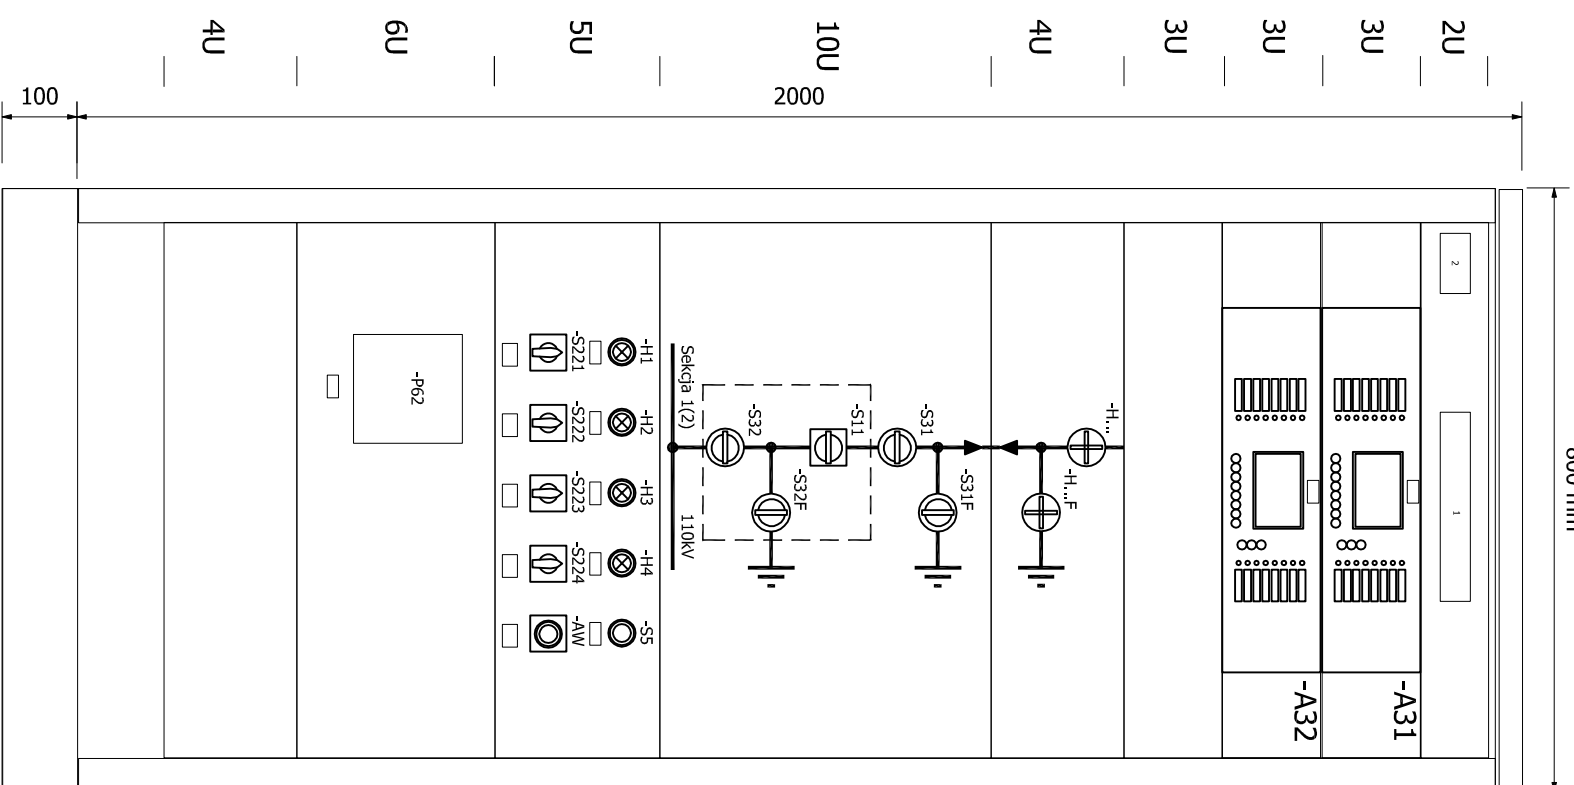 2U
3U
3U
3U
4U
10U
5U
6U
4U
100
2000
2
1
-A31
-A32
-H...
-H...F
-S31
-S31F
-S11
-S32
-S32F
Sekcja 1(2)
110kV
-H1
-H2
-H3
-H4
-S5
-S221
-S222
-S223
-S224
-AW
-P62